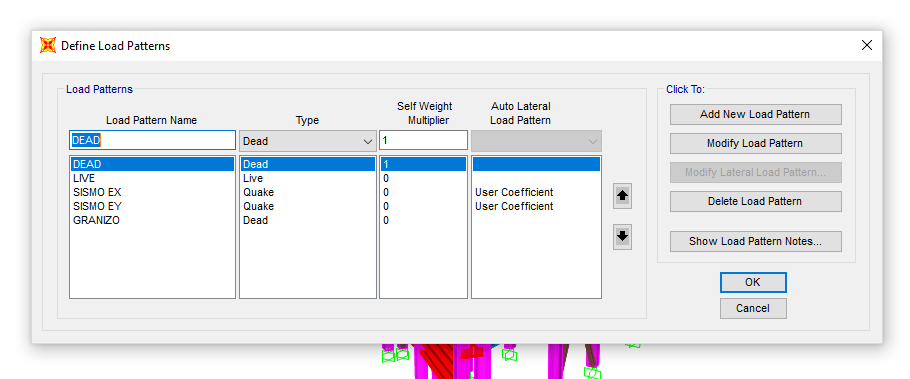 Define Load Patterns
Load Patterns
Click To:
Load Pattern Name Type Self Weight Multiplier Auto Lateral Load Pattern
DEAD Dead 1
DEAD Dead 1
LIVE Live 0
SISMO EX Quake 0 User Coefficient
SISMO EY Quake 0 User Coefficient
GRANIZO Dead 0
Add New Load Pattern
Modify Load Pattern
Modify Lateral Load Pattern...
Delete Load Pattern
Show Load Pattern Notes...
OK
Cancel